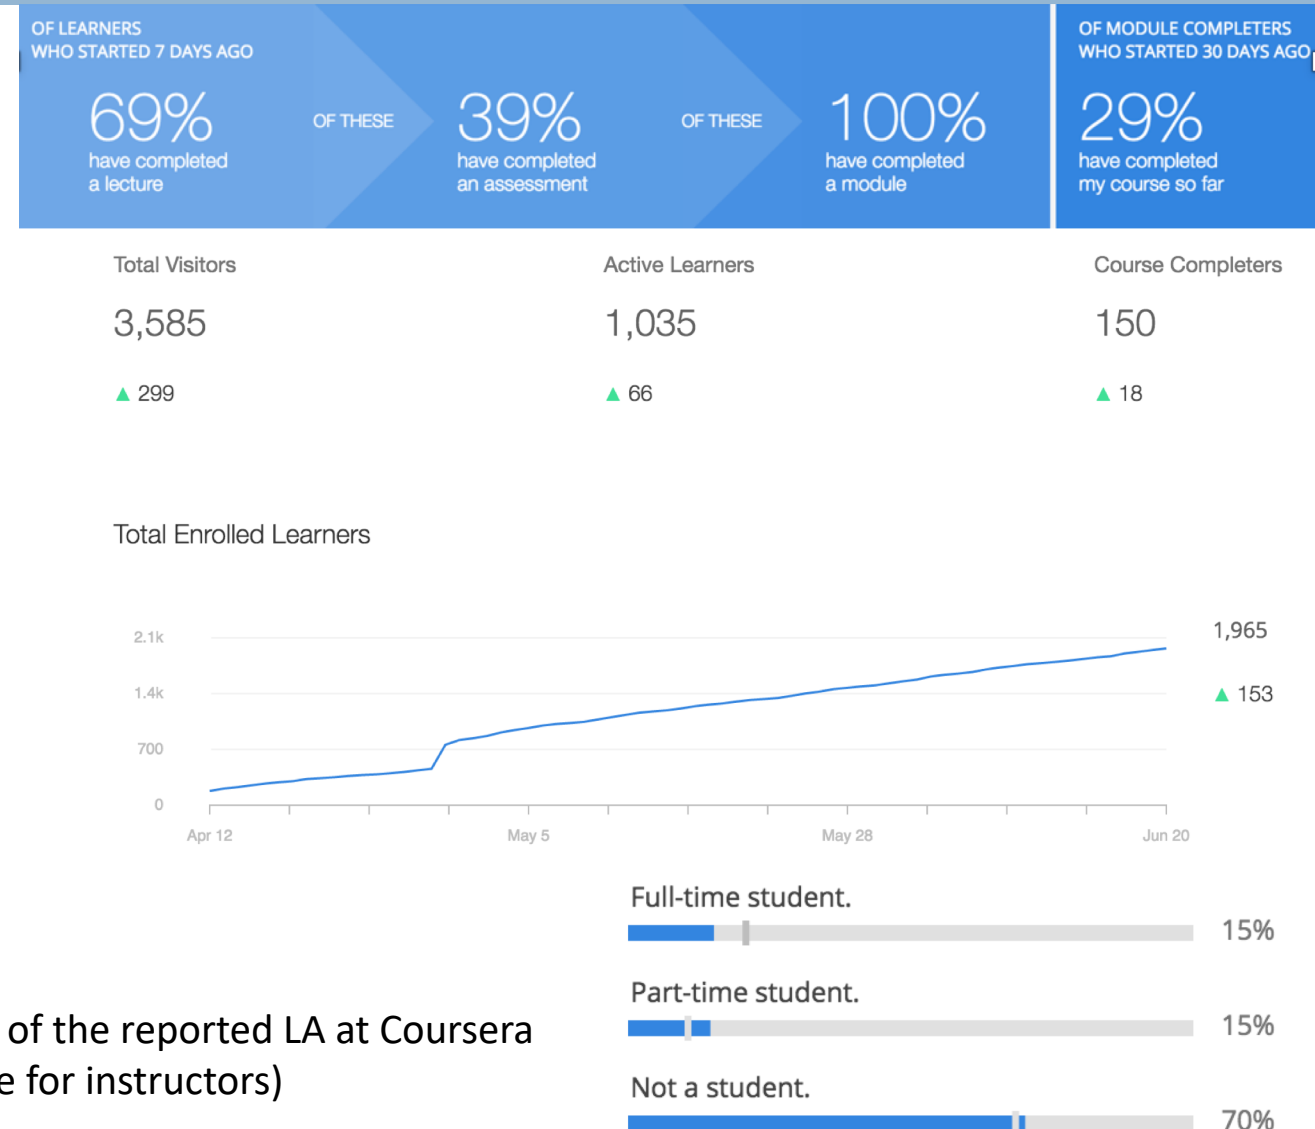 OF LEARNERS
WHO STARTED 7 DAYS AGO
69%
have completed
a lecture
OF THESE
39%
have completed
an assessment
OF THESE
100%
have completed
a module
OF MODULE COMPLETERS
WHO STARTED 30 DAYS AGO
29%
have completed
my course so far
Total Visitors
3,585
▲ 299
Active Learners
1,035
▲ 66
Course Completers
150
▲ 18
Total Enrolled Learners
2.1k
1.4k
700
0
Apr 12
May 5
May 28
Jun 20
1,965
▲ 153
Full-time student.
15%
Part-time student.
15%
Not a student.
70%
of the reported LA at Coursera
e for instructors)